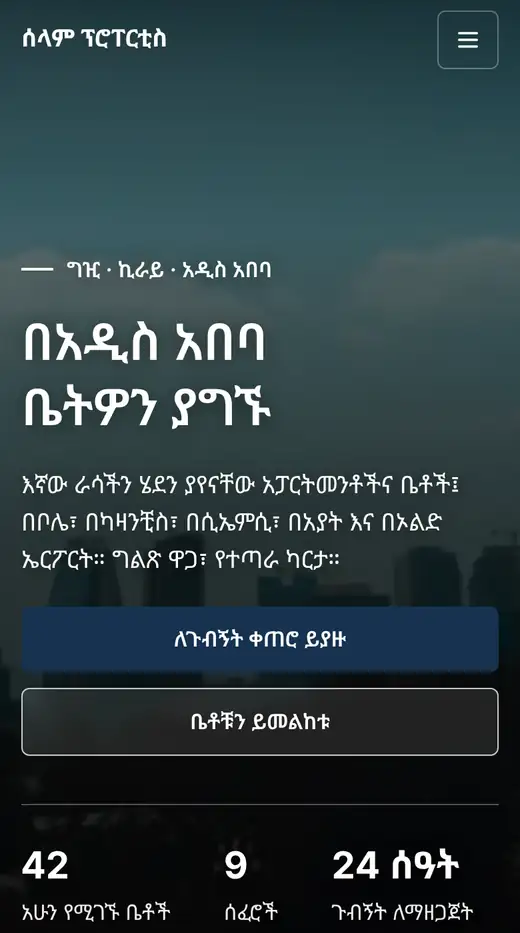 ሰላም ፕሮፐርቲስ
ግዢ · ኪራይ · አዲስ አበባ
በአዲስ አበባ
ቤትዎን ያግኙ
እኛው ራሳችን ሄደን ያየናቸው አፓርትመንቶችና ቤቶች፤
በቦሌ፣ በካዛንቺስ፣ በሲኤምሲ፣ በአያት እና በኦልድ
ኤርፖርት። ግልጽ ዋጋ፣ የተጣራ ካርታ።
ለጉብኝት ቀጠሮ ይያዙ
ቤቶቹን ይመልከቱ
42 9 24 ሰዓት
አሁን የሚገኙ ቤቶች ሰፈሮች ጉብኝት ለማዘጋጀት